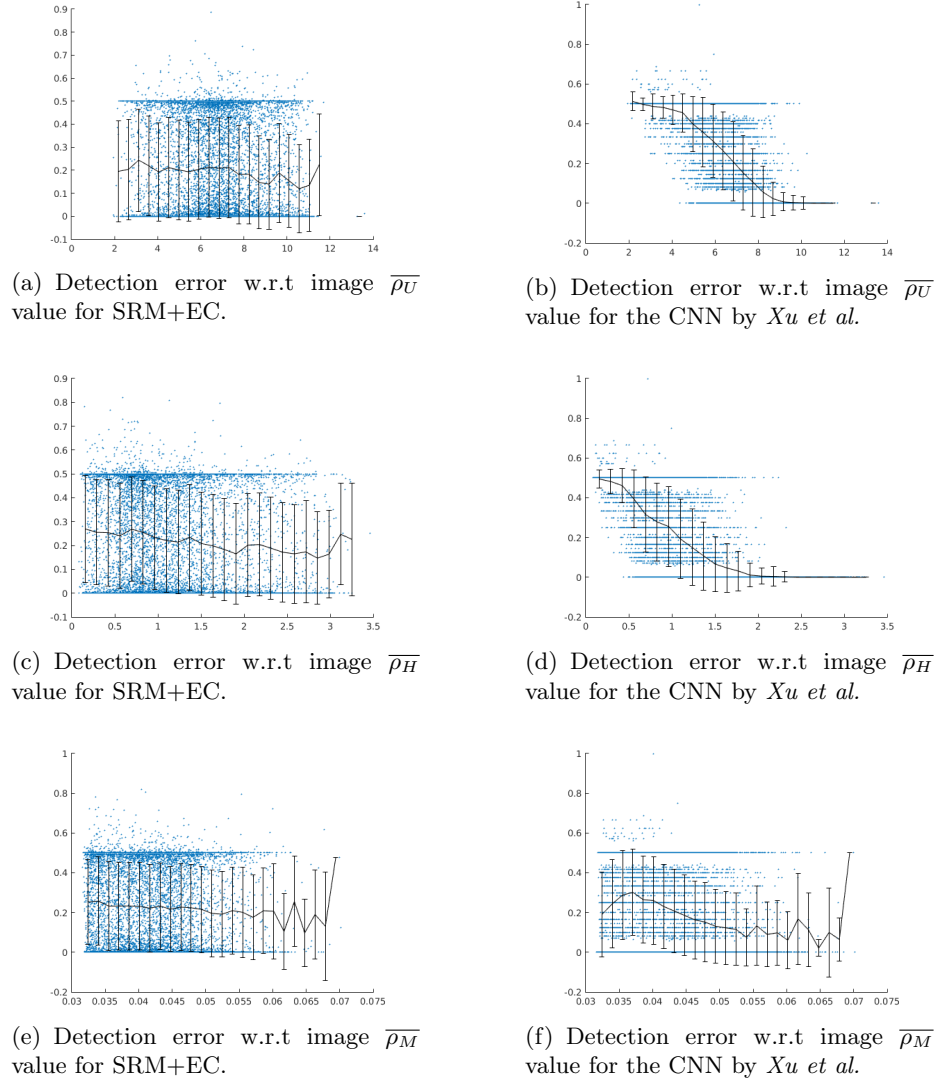 0.9
0.8
0.7
0.6
0.5
0.4
0.3
0.2
0.1
0
-0.1
0 2 4 6 8 10 12 14
(a) Detection error w.r.t image ρ_U
value for SRM+EC.
1
0.8
0.6
0.4
0.2
0
-0.2
0 2 4 6 8 10 12 14
(b) Detection error w.r.t image ρ_U
value for the CNN by Xu et al.
0.9
0.8
0.7
0.6
0.5
0.4
0.3
0.2
0.1
0
-0.1
0 0.5 1 1.5 2 2.5 3 3.5
(c) Detection error w.r.t image ρ_H
value for SRM+EC.
1
0.8
0.6
0.4
0.2
0
-0.2
0 0.5 1 1.5 2 2.5 3 3.5
(d) Detection error w.r.t image ρ_H
value for the CNN by Xu et al.
1
0.8
0.6
0.4
0.2
0
-0.2
0.03 0.035 0.04 0.045 0.05 0.055 0.06 0.065 0.07 0.075
(e) Detection error w.r.t image ρ_M
value for SRM+EC.
1
0.8
0.6
0.4
0.2
0
-0.2
0.03 0.035 0.04 0.045 0.05 0.055 0.06 0.065 0.07 0.075
(f) Detection error w.r.t image ρ_M
value for the CNN by Xu et al.